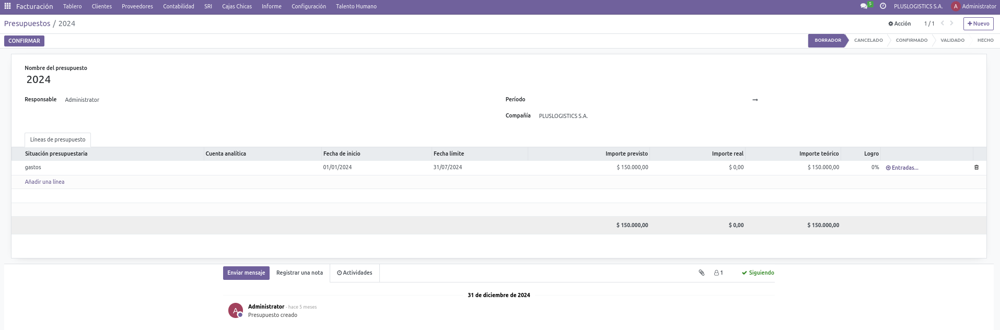 Facturación Tablero Clientes Proveedores Contabilidad SRI Cajas Chicas Informe Configuración Talento Humano 5 PLUSLOGISTICS S.A. A Administrator
Presupuestos / 2024 Acción 1 / 1 Nuevo
CONFIRMAR BORRADOR CANCELADO CONFIRMADO VALIDADO HECHO
Nombre del presupuesto
2024
Responsable Administrator Período →
Compañía PLUSLOGISTICS S.A.
Líneas de presupuesto
Situación presupuestaria Cuenta analítica Fecha de inicio Fecha límite Importe previsto Importe real Importe teórico Logro
gastos 01/01/2024 31/07/2024 $ 150.000,00 $ 0,00 $ 150.000,00 0% Entradas...
Añadir una línea
$ 150.000,00 $ 0,00 $ 150.000,00
Enviar mensaje Registrar una nota Actividades 1 Siguiendo
31 de diciembre de 2024
A Administrator - hace 5 meses
Presupuesto creado